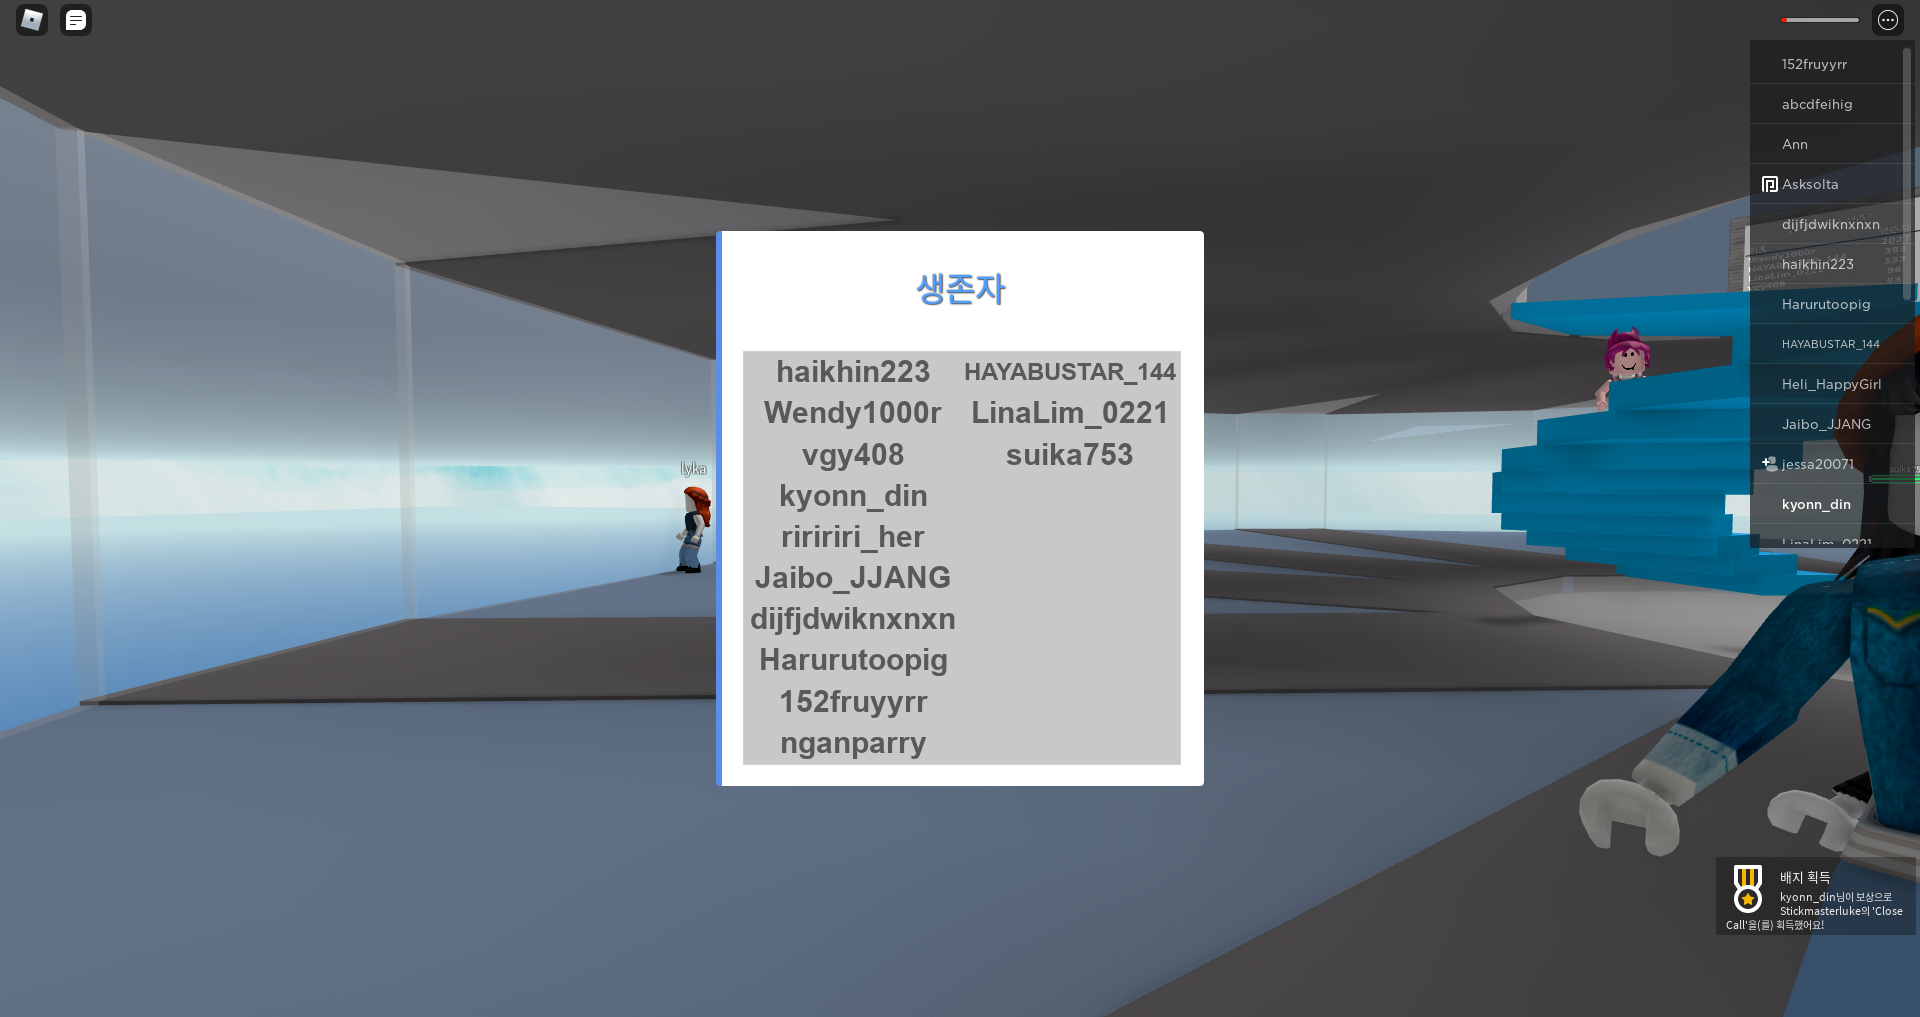 152fruyyrr
abcdfeihig
Ann
Asksolta
dijfjdwiknxnxn
haikhin223
Harurutoopig
HAYABUSTAR_144
Heli_HappyGirl
Jaibo_JJANG
jessa20071
kyonn_din
LinaLim_0221
Wendy1000r
생존자
haikhin223 HAYABUSTAR_144
Wendy1000r LinaLim_0221
vgy408 suika753
kyonn_din
riririri_her
Jaibo_JJANG
dijfjdwiknxnxn
Harurutoopig
152fruyyrr
nganparry
lyka
배지 획득
kyonn_din님이 보상으로
Stickmasterluke의 'Close
Call'을(를) 획득했어요!